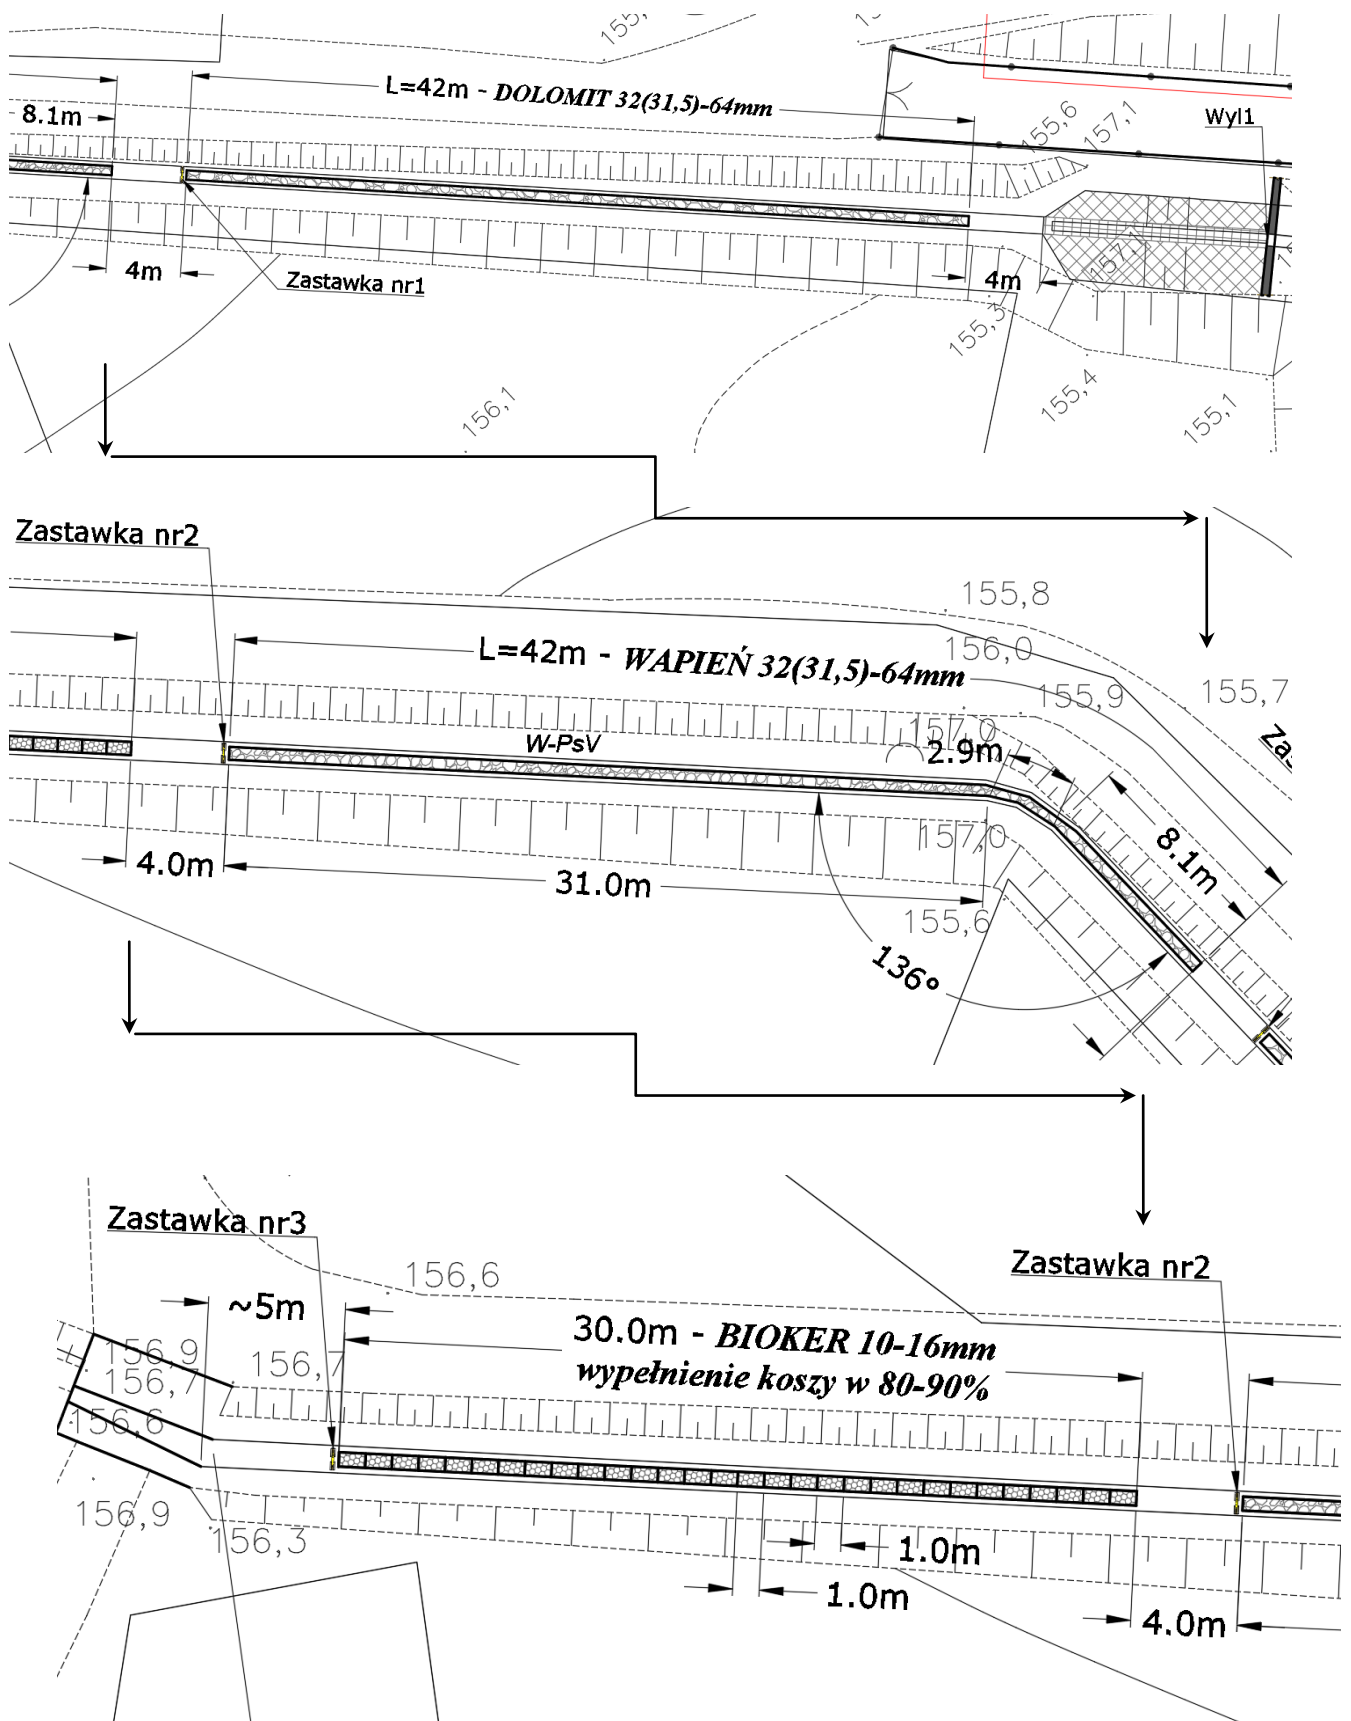 155,
15
L=42m - DOLOMIT 32(31,5)-64mm
8.1m
155,6
157,1
Wyl1
4m
Zastawka nr1
4m
157,1
155,3
155,4
155,1
156,1
Zastawka nr2
155,8
156,0
L=42m - WAPIEŃ 32(31,5)-64mm
155,9
155,7
Zas
W-PsV
157,0
2.9m
157,0
8.1m
4.0m
31.0m
155,6
136°
Zastawka nr3
Zastawka nr2
156,6
~5m
30.0m - BIOKER 10-16mm
wypełnienie koszy w 80-90%
156,9
156,7
156,7
156,6
156,9
156,3
1.0m
1.0m
4.0m